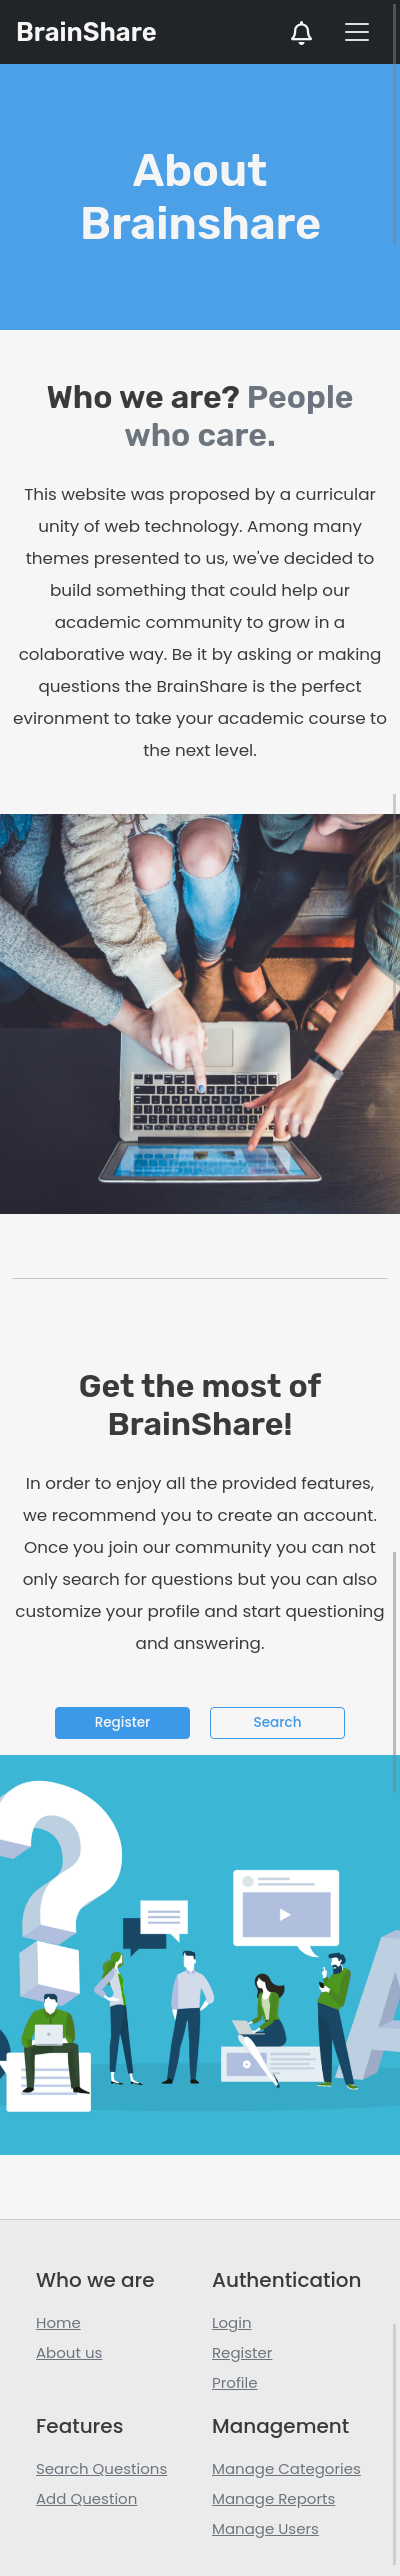 BrainShare
About
Brainshare
Who we are? People
who care.
This website was proposed by a curricular
unity of web technology. Among many
themes presented to us, we've decided to
build something that could help our
academic community to grow in a
colaborative way. Be it by asking or making
questions the BrainShare is the perfect
evironment to take your academic course to
the next level.
Get the most of
BrainShare!
In order to enjoy all the provided features,
we recommend you to create an account.
Once you join our community you can not
only search for questions but you can also
customize your profile and start questioning
and answering.
Register
Search
Who we are
Home
About us
Authentication
Login
Register
Profile
Features
Search Questions
Add Question
Management
Manage Categories
Manage Reports
Manage Users